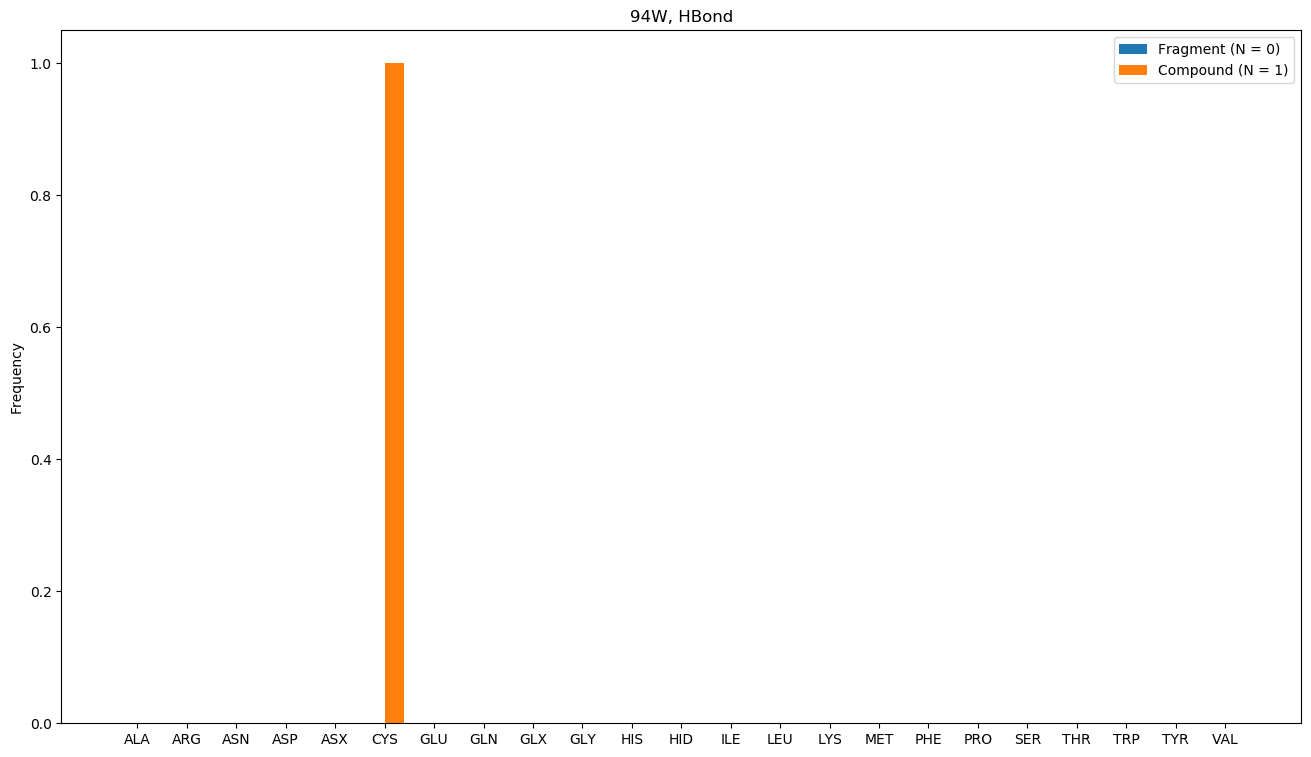 94W, HBond
Fragment (N = 0)
Compound (N = 1)
Frequency
1.0
0.8
0.6
0.4
0.2
0.0
ALA ARG ASN ASP ASX CYS GLU GLN GLX GLY HIS HID ILE LEU LYS MET PHE PRO SER THR TRP TYR VAL